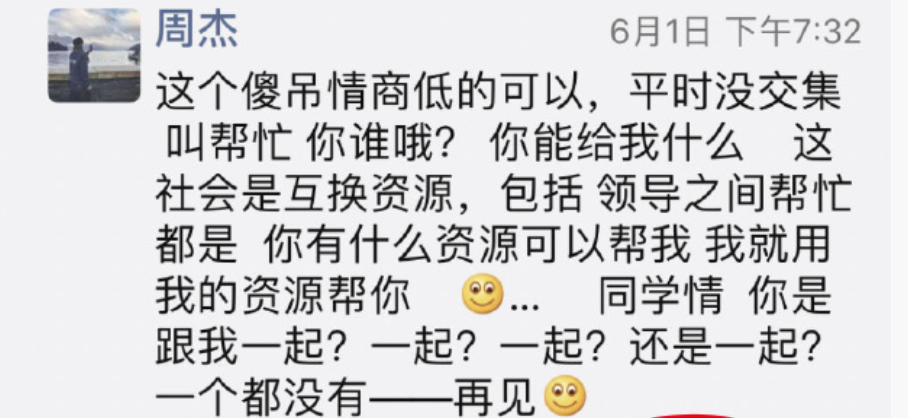 周杰 6月1日 下午7:32
这个傻吊情商低的可以，平时没交集
叫帮忙 你谁哦？ 你能给我什么 这
社会是互换资源，包括 领导之间帮忙
都是 你有什么资源可以帮我 我就用
我的资源帮你 🙂... 同学情 你是
跟我一起？一起？一起？还是一起？
一个都没有——再见🙂